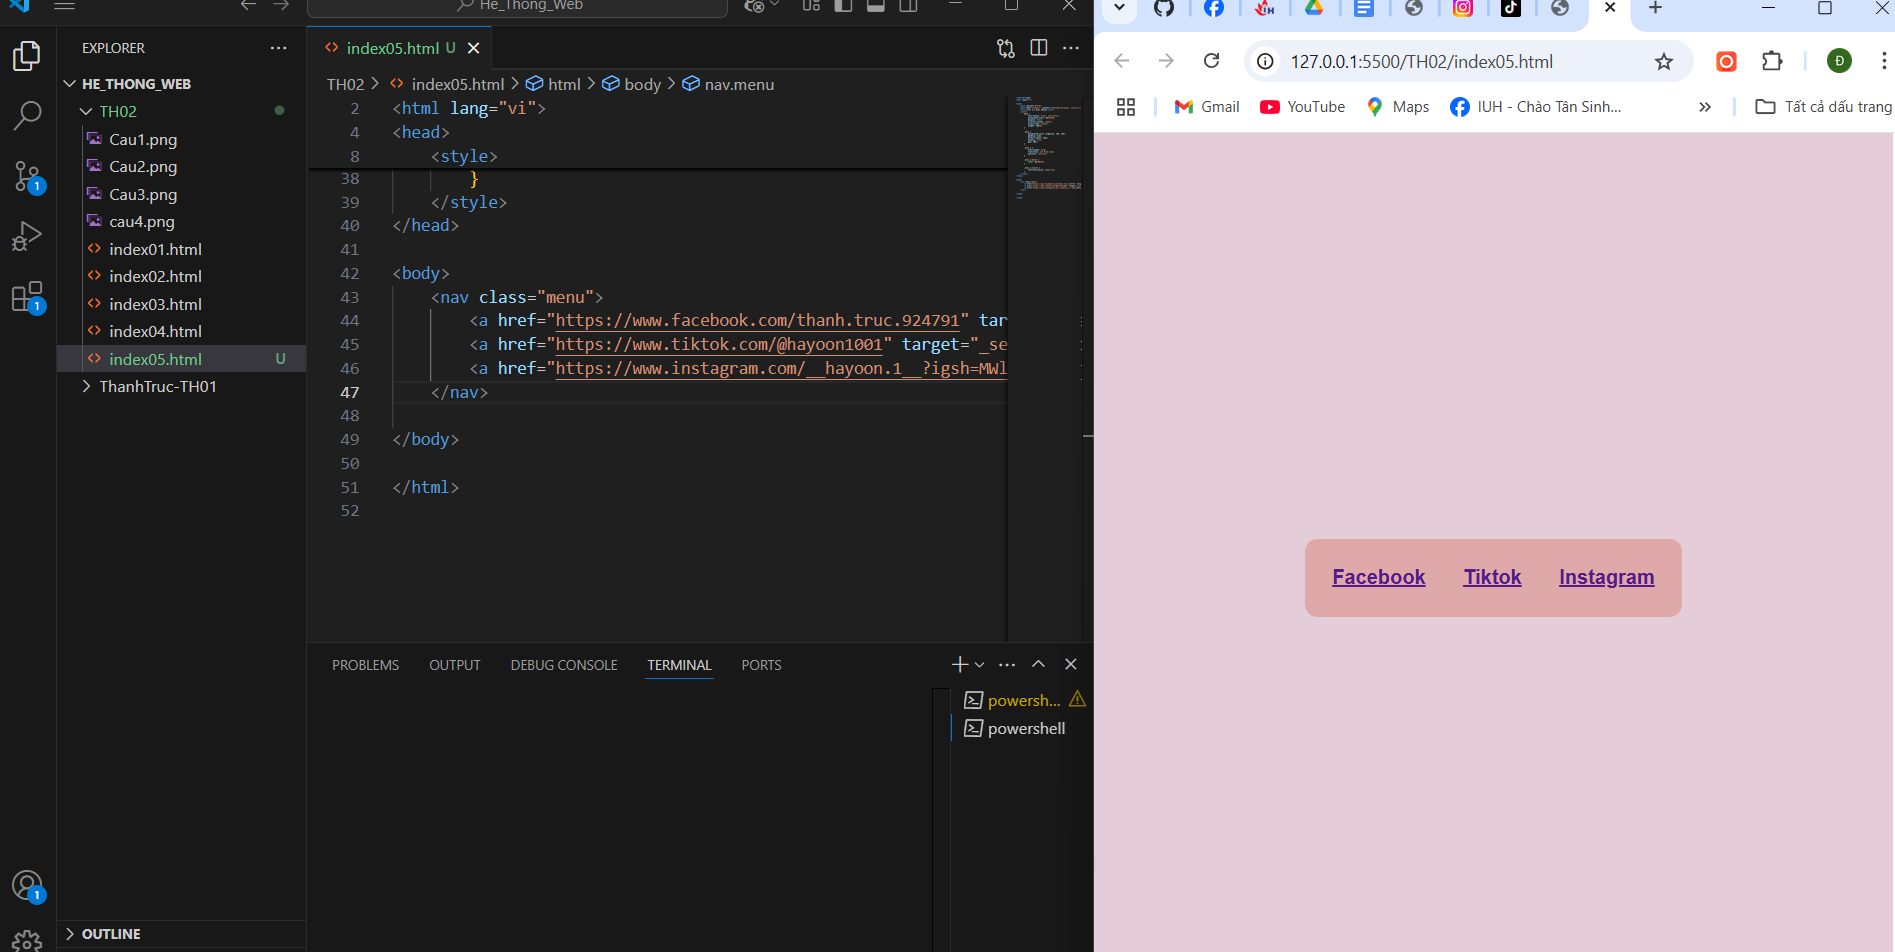 He_Thong_Web
EXPLORER
HE_THONG_WEB
TH02
Cau1.png
Cau2.png
Cau3.png
cau4.png
index01.html
index02.html
index03.html
index04.html
index05.html U
ThanhTruc-TH01
OUTLINE
1
1
1
index05.html U
TH02 > index05.html > html > body > nav.menu
2 <html lang="vi">
4 <head>
8 <style>
38 }
39 </style>
40 </head>
41
42 <body>
43 <nav class="menu">
44 <a href="https://www.facebook.com/thanh.truc.924791" tar
45 <a href="https://www.tiktok.com/@hayoon1001" target="_se
46 <a href="https://www.instagram.com/__hayoon.1__?igsh=MWl
47 </nav>
48
49 </body>
50
51 </html>
52
PROBLEMS OUTPUT DEBUG CONSOLE TERMINAL PORTS
powersh...
powershell
127.0.0.1:5500/TH02/index05.html
Đ
Gmail YouTube Maps IUH - Chào Tân Sinh... » Tất cả dấu trang
Facebook Tiktok Instagram